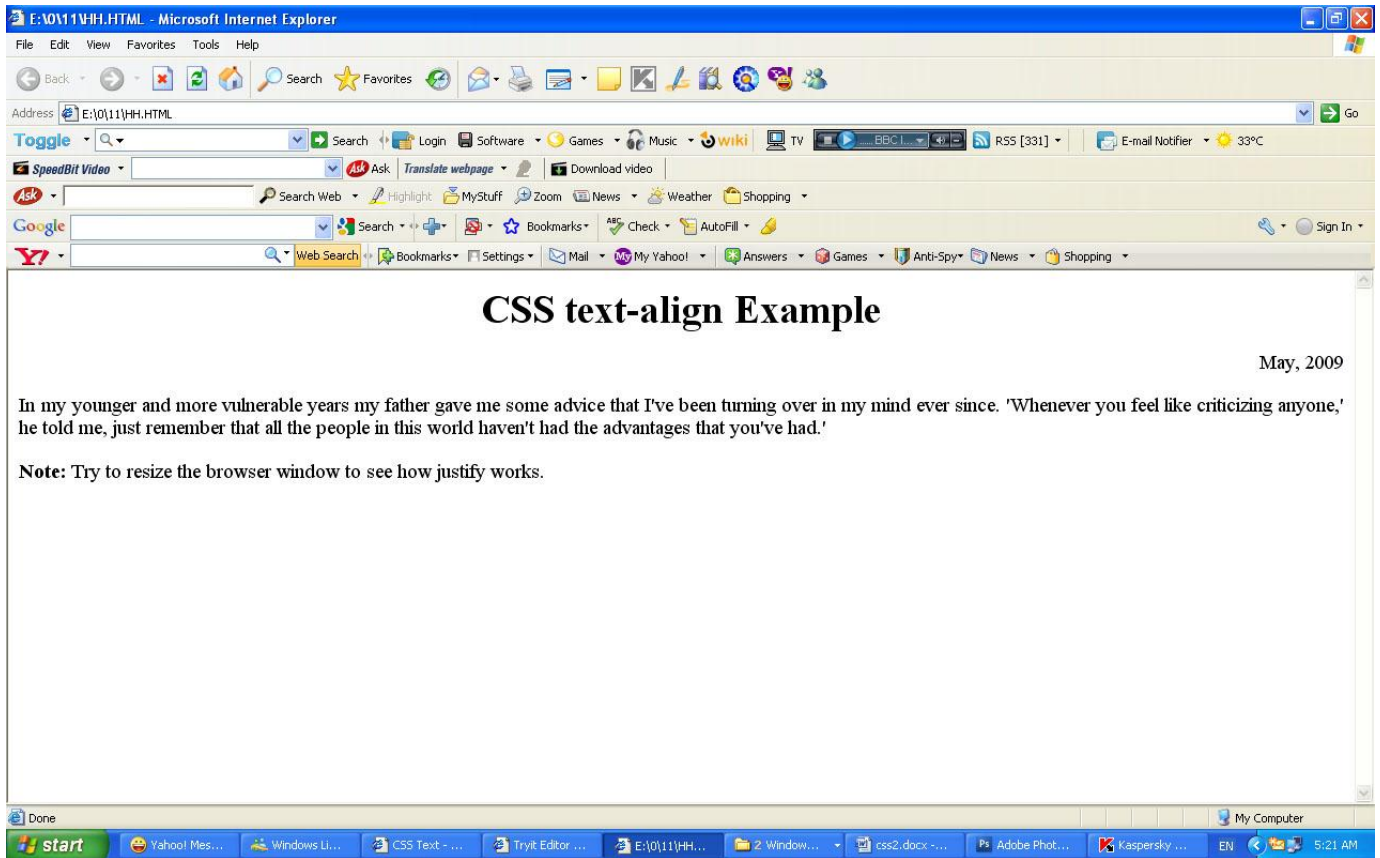 E:\0\11\HH.HTML - Microsoft Internet Explorer
File Edit View Favorites Tools Help
Back Search Favorites
Address E:\0\11\HH.HTML Go
Toggle Search Login Software Games Music wiki TV BBC RSS [331] E-mail Notifier 33°C
SpeedBit Video Ask Translate webpage Download video
Ask Search Web Highlight MyStuff Zoom News Weather Shopping
Google Search Bookmarks ABC Check AutoFill Sign In
Y! Web Search Bookmarks Settings Mail My My Yahoo! Answers Games Anti-Spy News Shopping
CSS text-align Example
May, 2009
In my younger and more vulnerable years my father gave me some advice that I've been turning over in my mind ever since. 'Whenever you feel like criticizing anyone,'
he told me, just remember that all the people in this world haven't had the advantages that you've had.'
Note: Try to resize the browser window to see how justify works.
Done My Computer
start Yahoo! Mes... Windows Li... CSS Text - ... Tryit Editor ... E:\0\11\HH... 2 Window... css2.docx -... Ps Adobe Phot... Kaspersky ... EN 5:21 AM